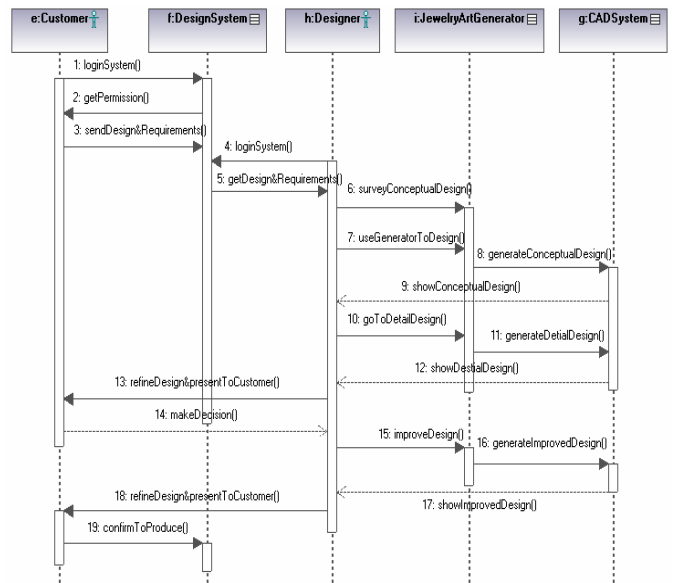 e:Customer
f:DesignSystem
h:Designer
i:JewelryArtGenerator
g:CADSystem
1: loginSystem()
2: getPermission()
3: sendDesign&Requirements()
4: loginSystem()
5: getDesign&Requirements()
6: surveyConceptualDesign()
7: useGeneratorToDesign()
8: generateConceptualDesign()
9: showConceptualDesign()
10: goToDetailDesign()
11: generateDetialDesign()
12: showDestialDesign()
13: refineDesign&presentToCustomer()
14: makeDecision()
15: improveDesign()
16: generateImprovedDesign()
17: showImprovedDesign()
18: refineDesign&presentToCustomer()
19: confirmToProduce()